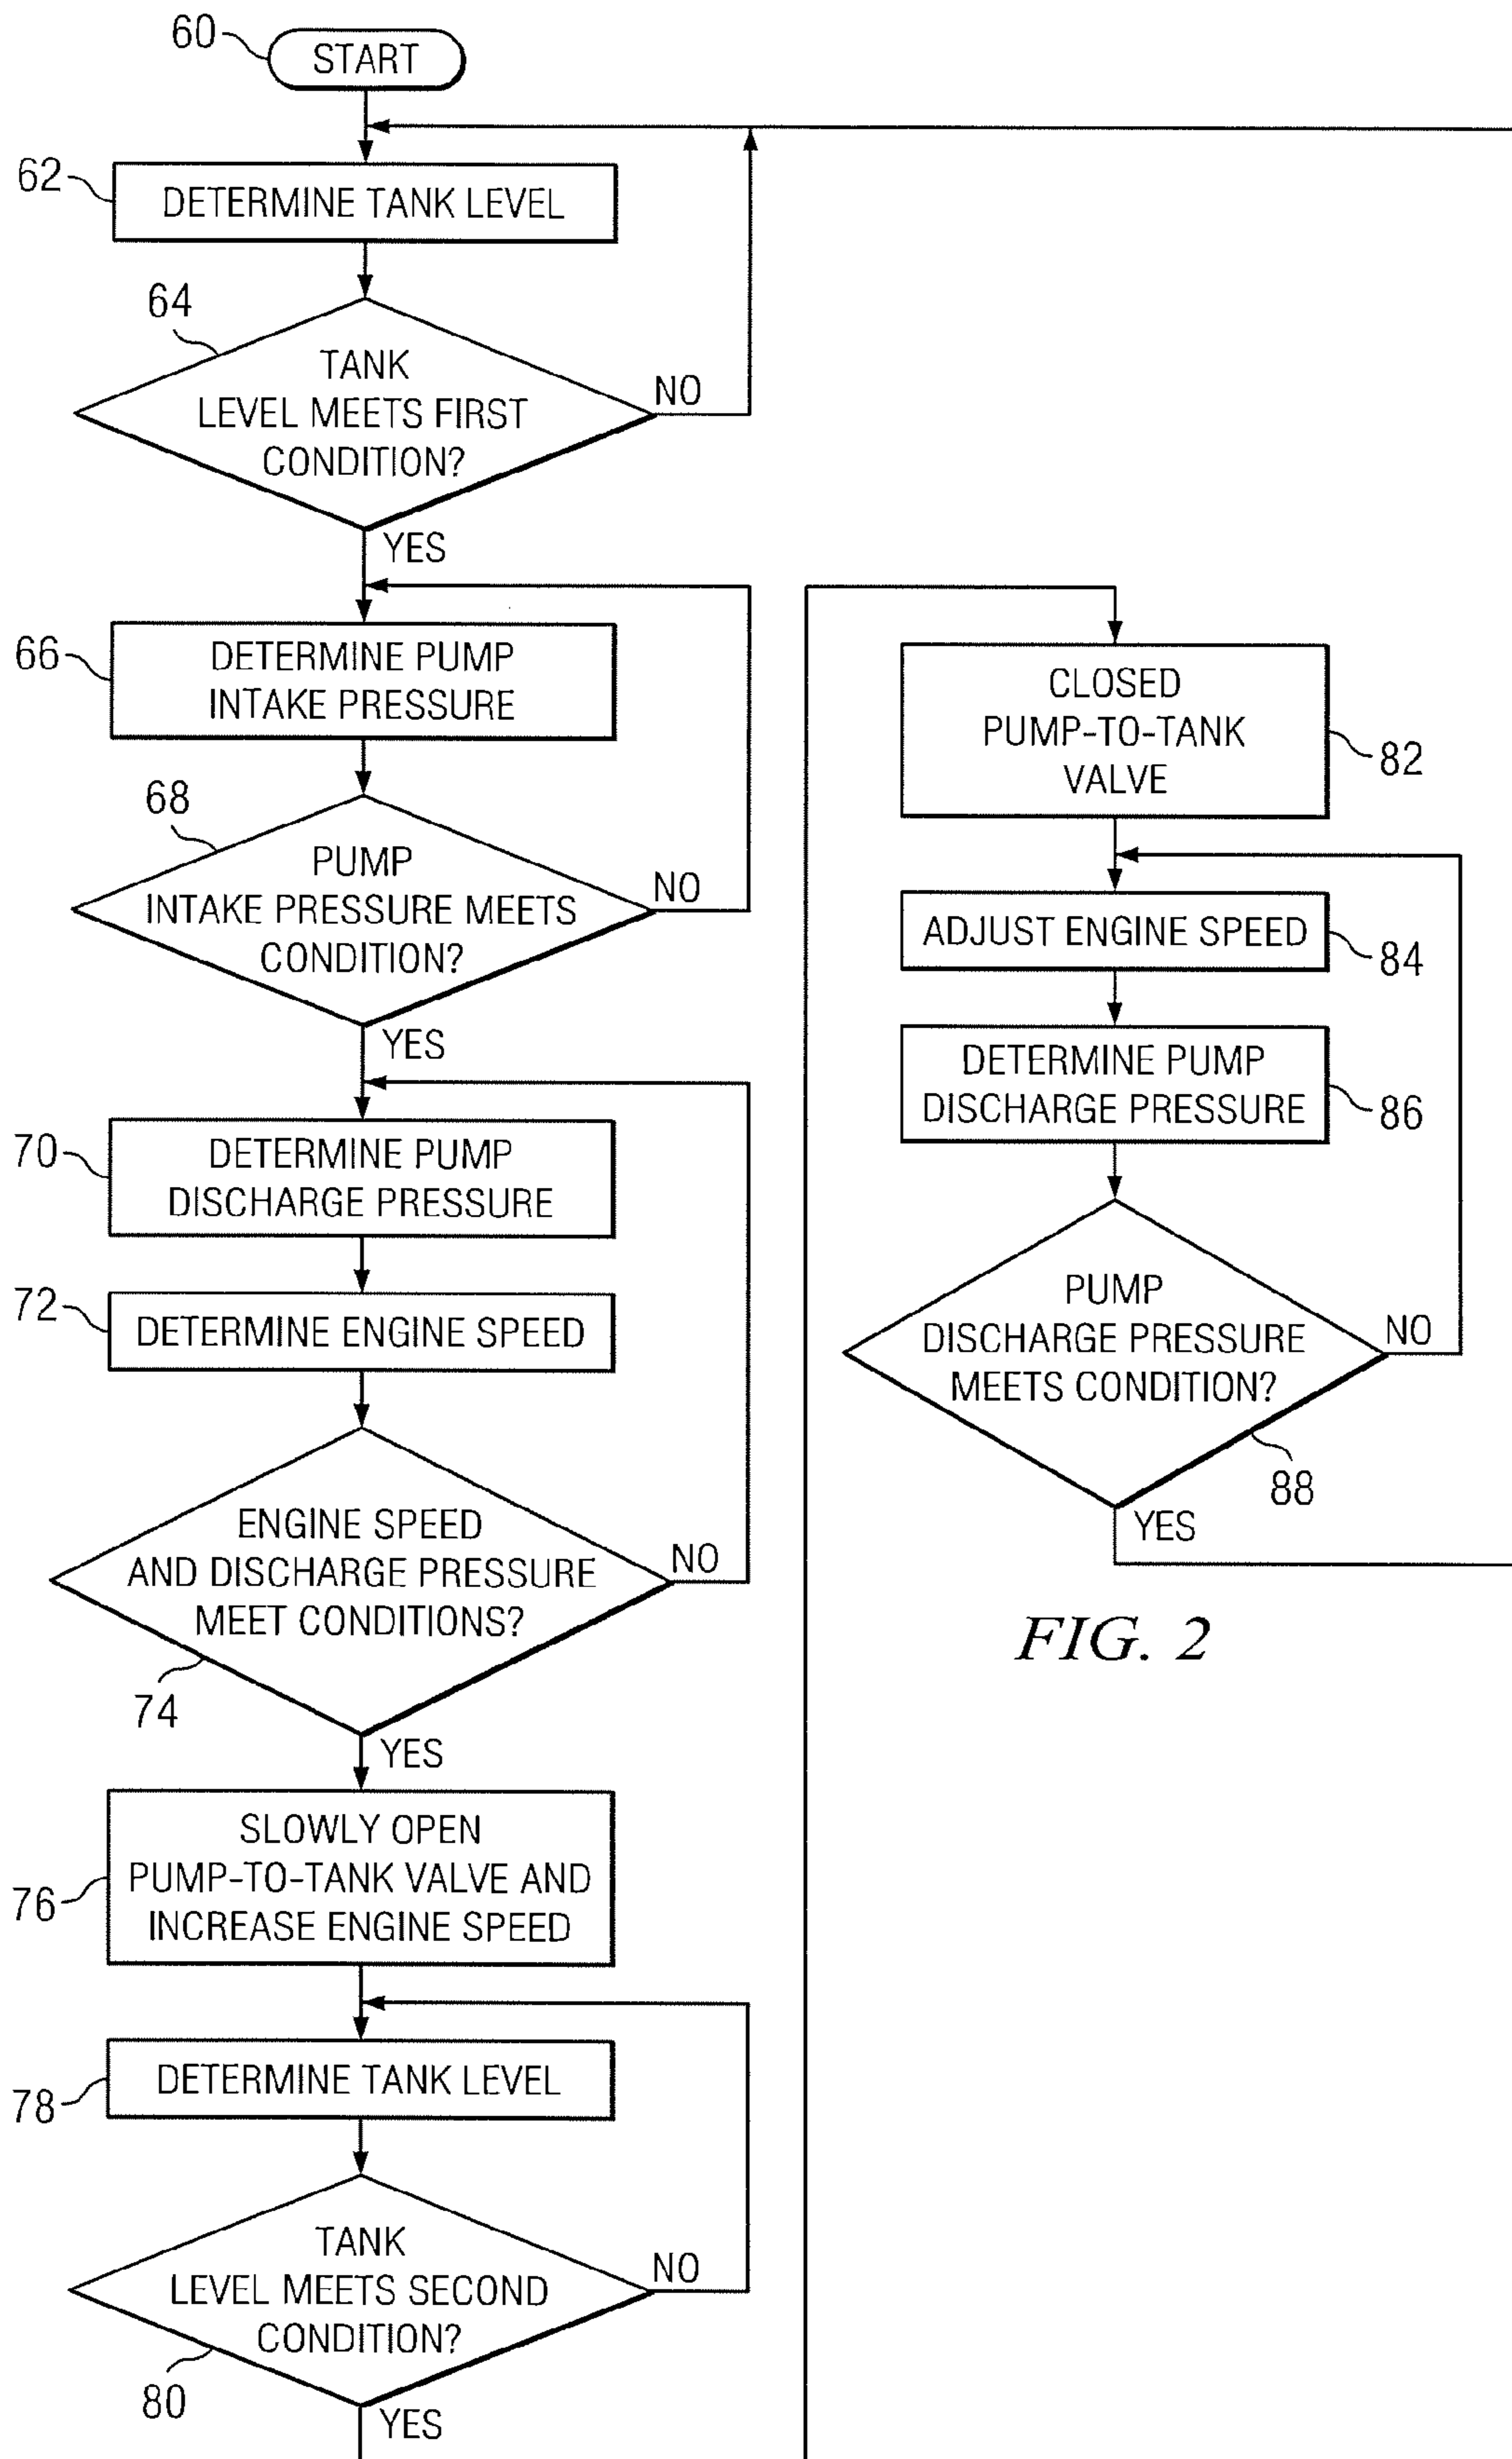 60
START
62
DETERMINE TANK LEVEL
64
TANK
LEVEL MEETS FIRST
CONDITION?
NO
YES
66
DETERMINE PUMP
INTAKE PRESSURE
68
PUMP
INTAKE PRESSURE MEETS
CONDITION?
NO
YES
70
DETERMINE PUMP
DISCHARGE PRESSURE
72
DETERMINE ENGINE SPEED
ENGINE SPEED
AND DISCHARGE PRESSURE
MEET CONDITIONS?
NO
74
YES
76
SLOWLY OPEN
PUMP-TO-TANK VALVE AND
INCREASE ENGINE SPEED
78
DETERMINE TANK LEVEL
TANK
LEVEL MEETS SECOND
CONDITION?
NO
80
YES
CLOSED
PUMP-TO-TANK
VALVE
82
ADJUST ENGINE SPEED
84
DETERMINE PUMP
DISCHARGE PRESSURE
86
PUMP
DISCHARGE PRESSURE
MEETS CONDITION?
NO
88
YES
FIG. 2